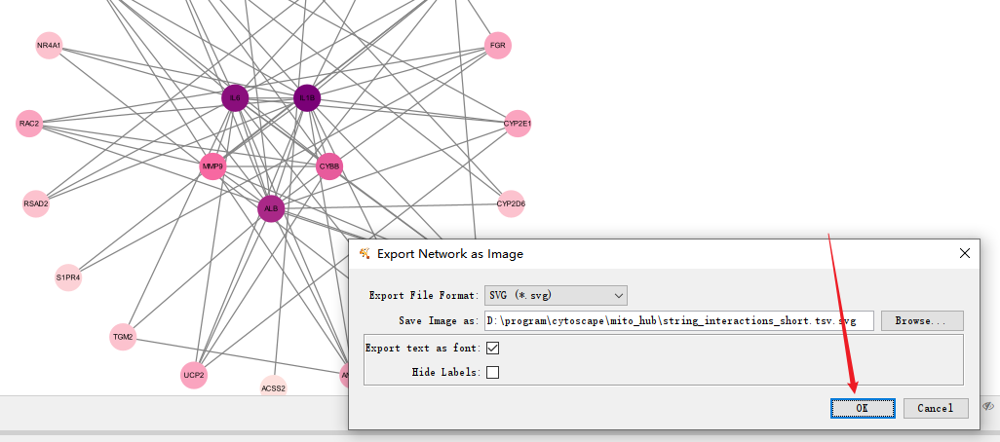 NR4A1
FGR
IL6
IL1B
RAC2
CYP2E1
MMP9
CYBB
RSAD2
CYP2D6
ALB
Export Network as Image
S1PR4
Export File Format: SVG (*.svg)
Save Image as: D:\program\cytoscape\mito_hub\string_interactions_short.tsv.svg Browse...
TGM2
Export text as font:
Hide Labels:
UCP2
ACSS2
OK Cancel